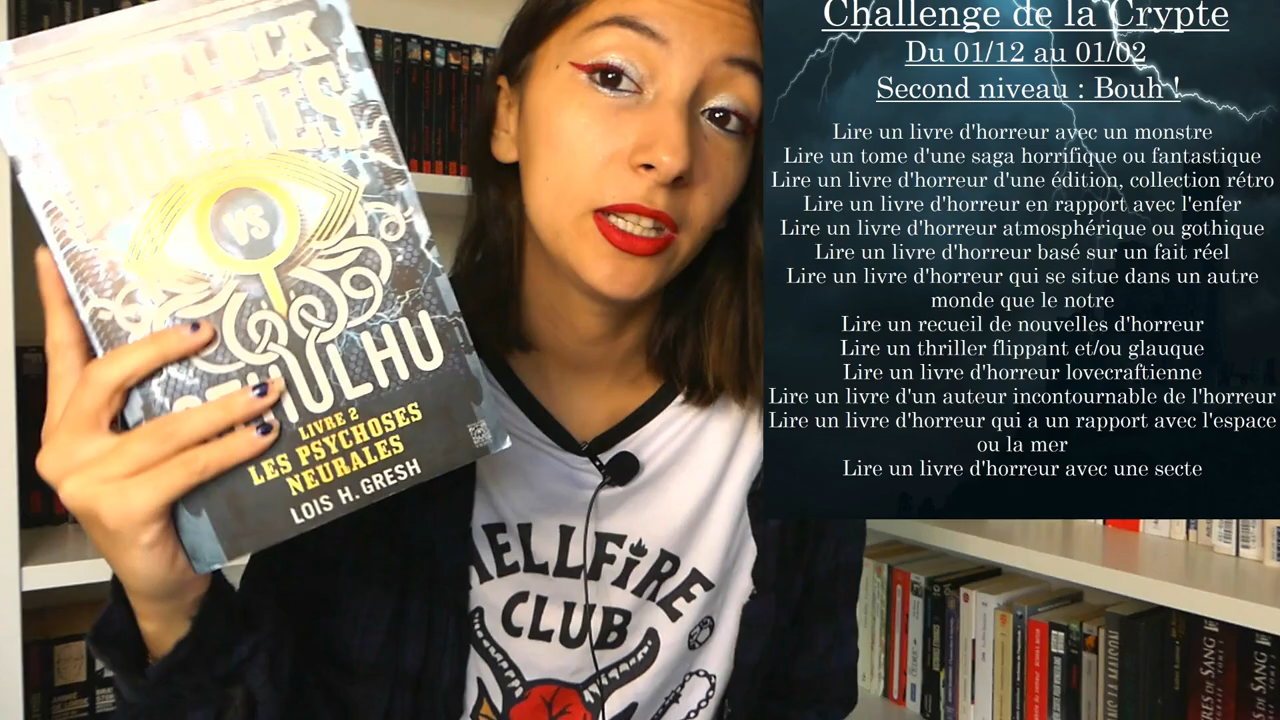 SHERLOCK
HOLMES
VS
CTHULHU
LIVRE 2
LES PSYCHOSES
NEURALES
LOIS H. GRESH
HELLFIRE
CLUB
Challenge de la Crypte
Du 01/12 au 01/02
Second niveau : Bouh !
Lire un livre d'horreur avec un monstre
Lire un tome d'une saga horrifique ou fantastique
Lire un livre d'horreur d'une édition, collection rétro
Lire un livre d'horreur en rapport avec l'enfer
Lire un livre d'horreur atmosphérique ou gothique
Lire un livre d'horreur basé sur un fait réel
Lire un livre d'horreur qui se situe dans un autre
monde que le notre
Lire un recueil de nouvelles d'horreur
Lire un thriller flippant et/ou glauque
Lire un livre d'horreur lovecraftienne
Lire un livre d'un auteur incontournable de l'horreur
Lire un livre d'horreur qui a un rapport avec l'espace
ou la mer
Lire un livre d'horreur avec une secte